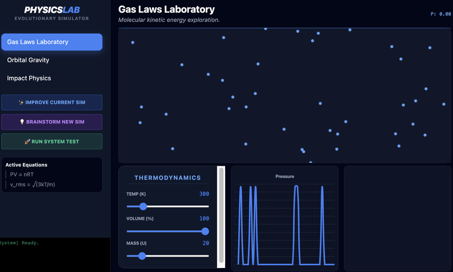 PHYSICSLAB
EVOLUTIONARY SIMULATOR
Gas Laws Laboratory
Orbital Gravity
Impact Physics
✨ IMPROVE CURRENT SIM
💡 BRAINSTORM NEW SIM
🚀 RUN SYSTEM TEST
Active Equations
PV = nRT
v_rms = √(3kT/m)
ystem] Ready.
Gas Laws Laboratory
Molecular kinetic energy exploration.
P: 0.00
THERMODYNAMICS
TEMP (K) 300
VOLUME (%) 100
MASS (U) 20
Pressure